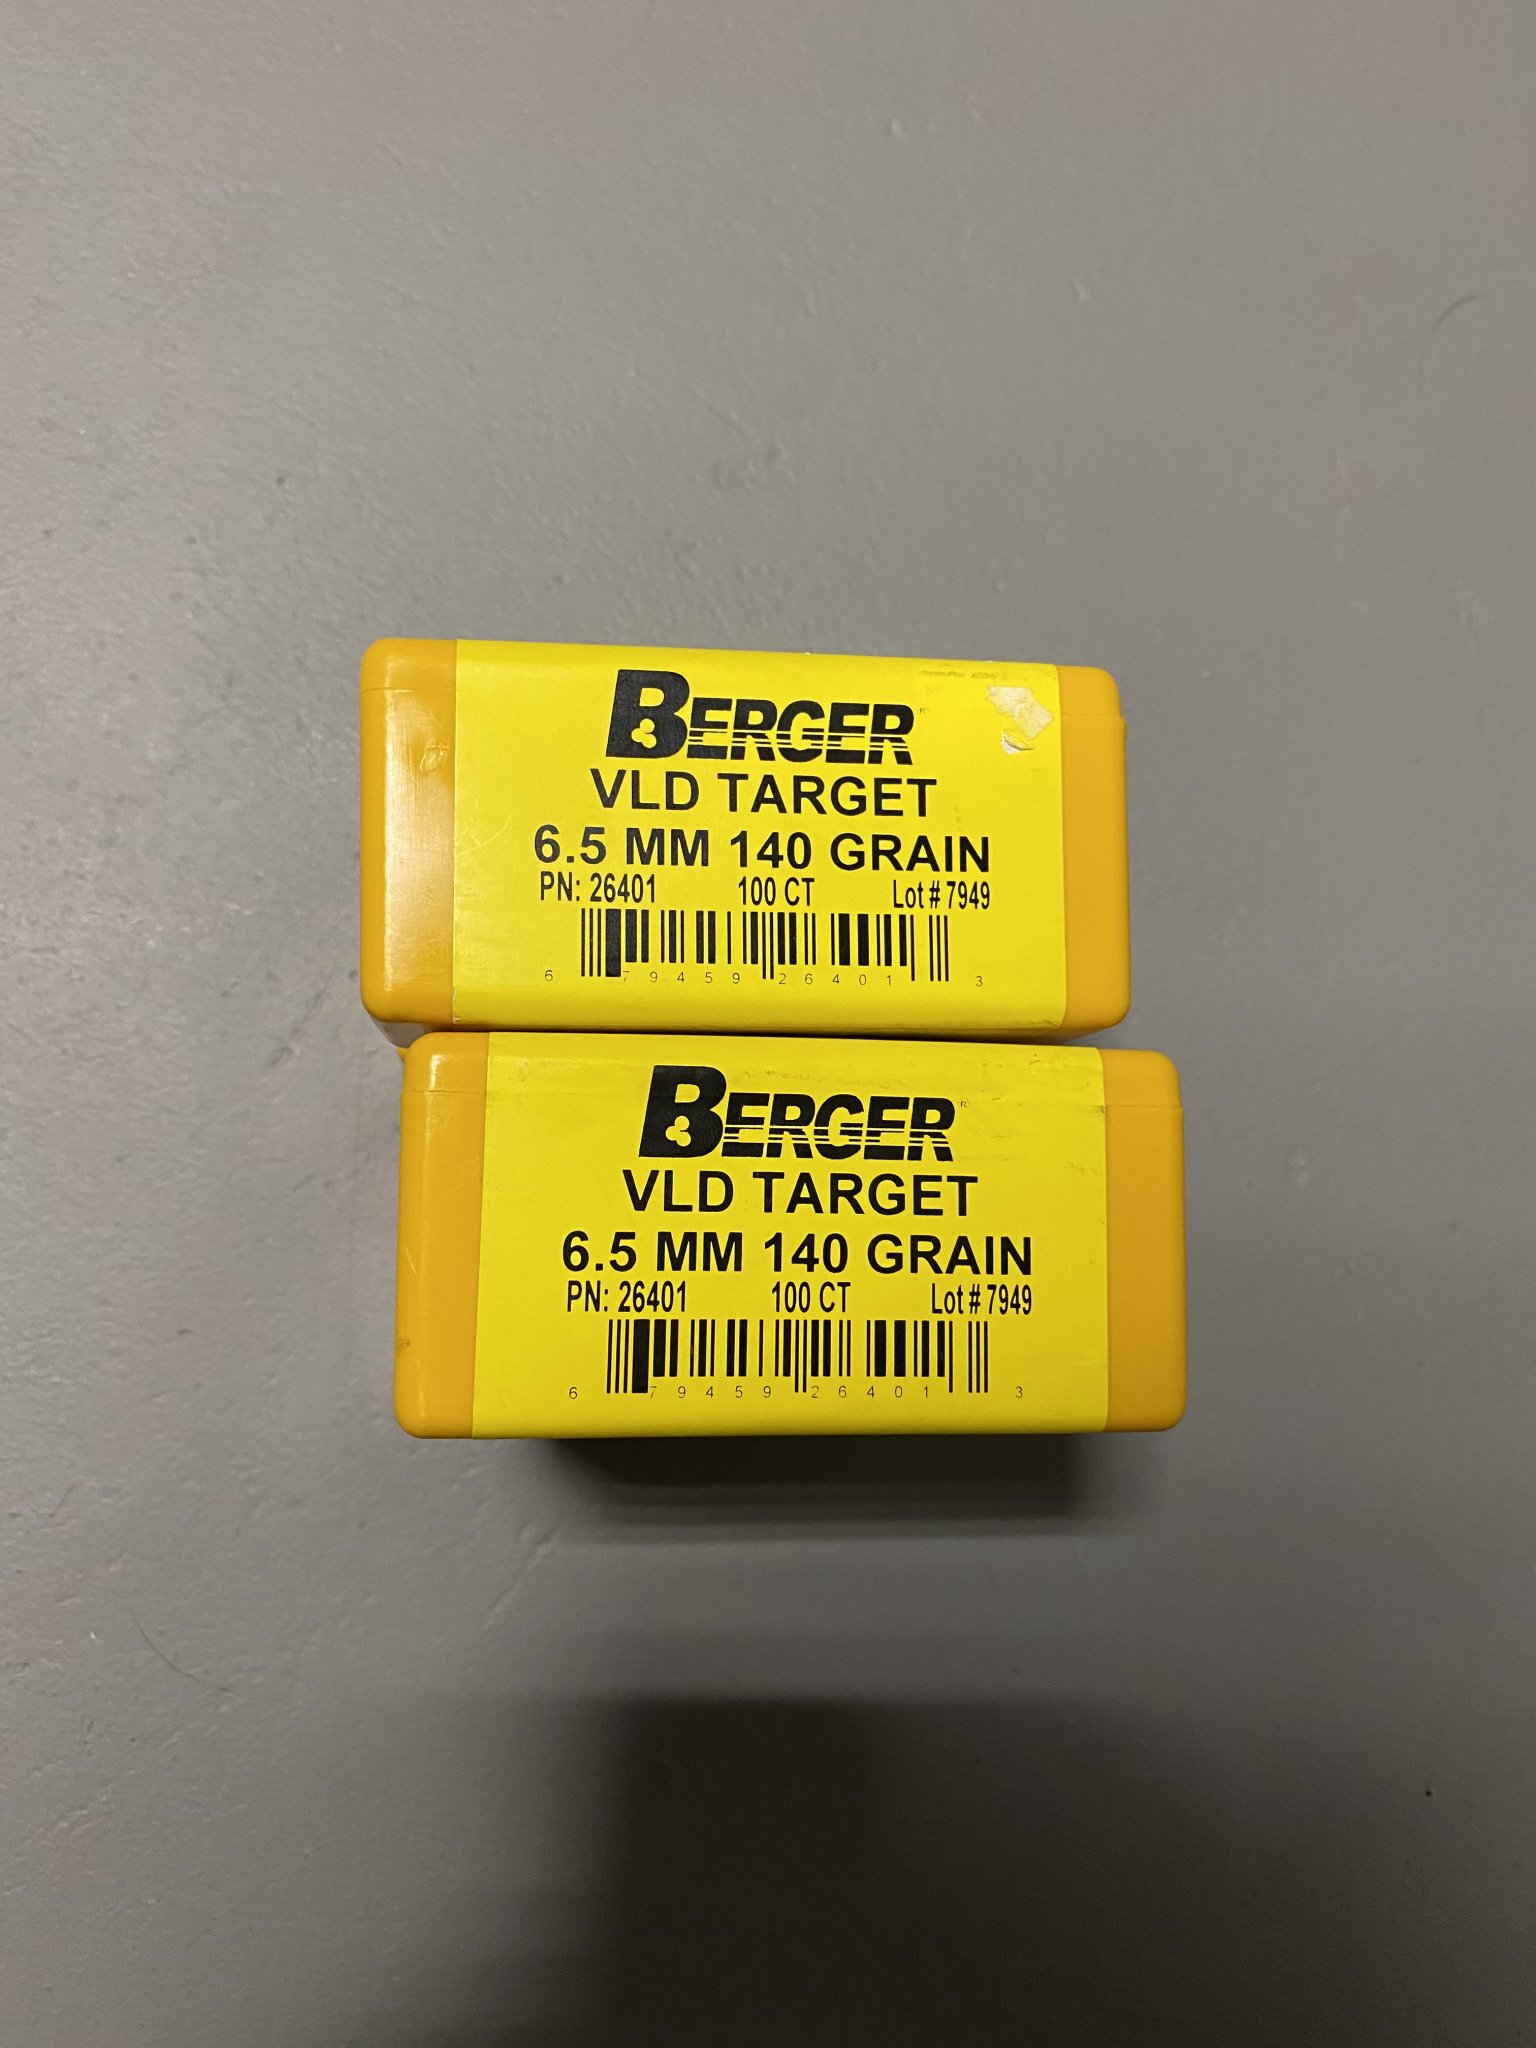 BERGER®
VLD TARGET
6.5 MM 140 GRAIN
PN: 26401 100 CT Lot # 7949
6 79459 26401 3
BERGER®
VLD TARGET
6.5 MM 140 GRAIN
PN: 26401 100 CT Lot # 7949
6 79459 26401 3